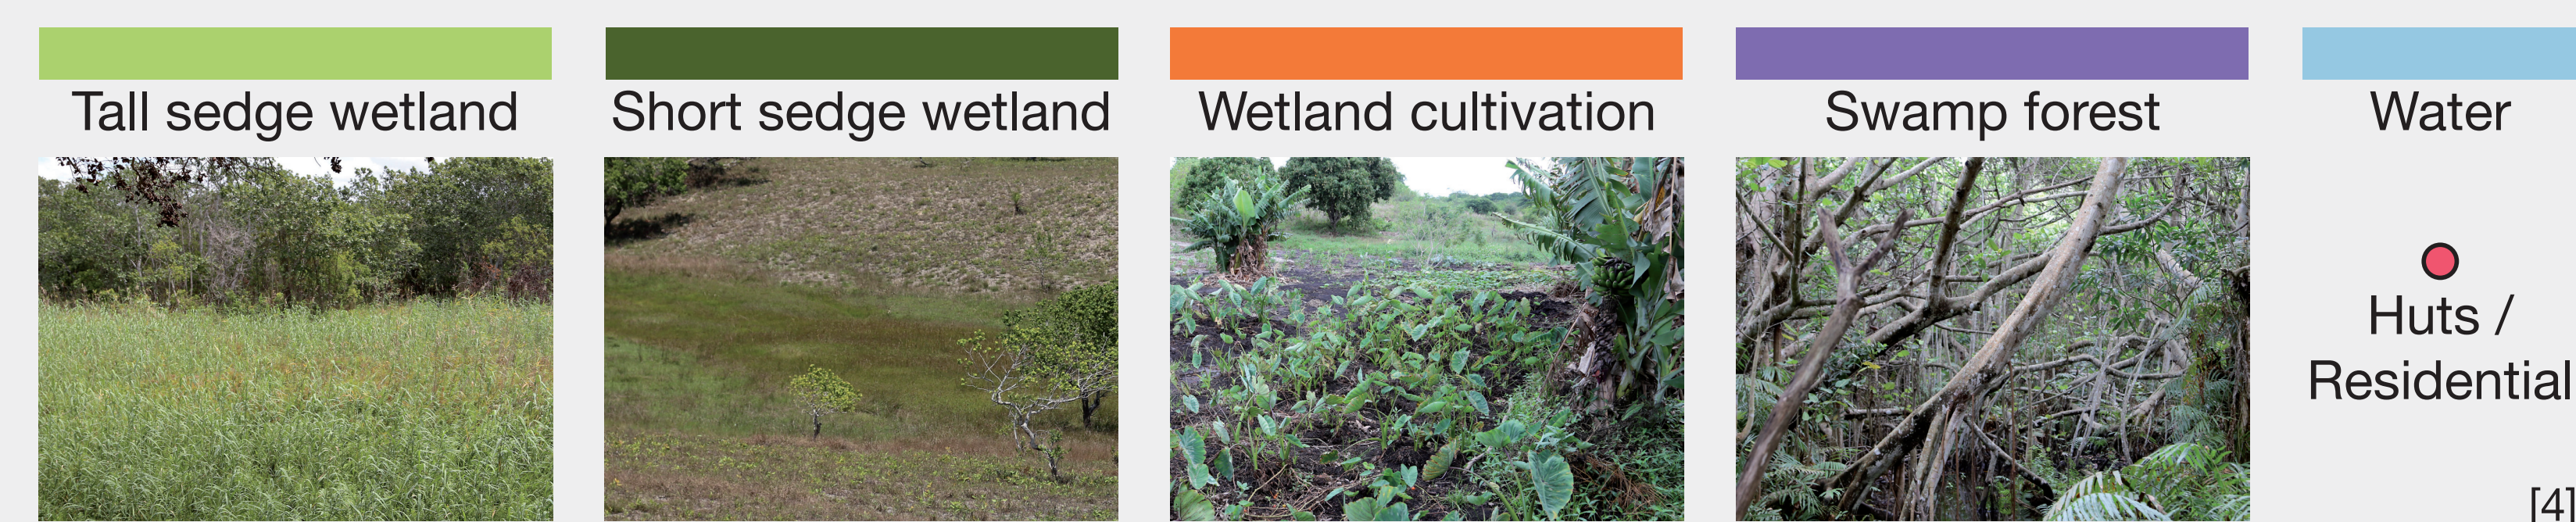 Tall sedge wetland
Short sedge wetland
Wetland cultivation
Swamp forest
Water
Huts /
Residential
[4]